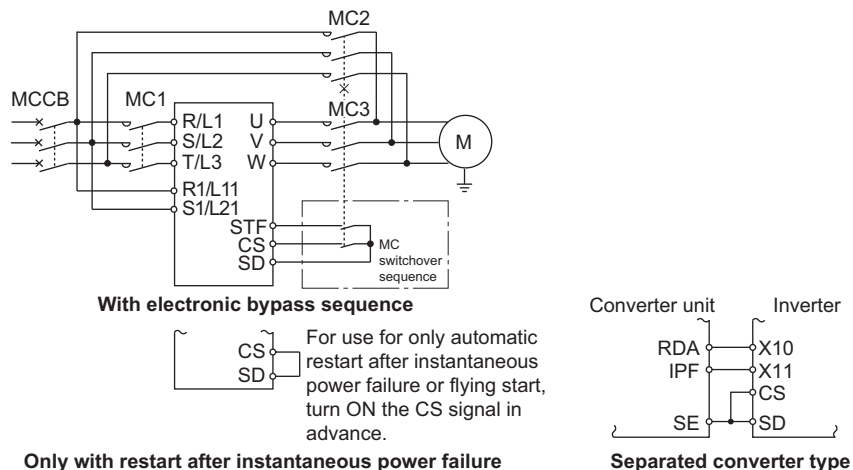 MC2
MCCB
MC1
MC3
R/L1
U
S/L2
V
M
T/L3
W
R1/L11
S1/L21
STF
CS
SD
MC
switchover
sequence
With electronic bypass sequence
CS
SD
For use for only automatic
restart after instantaneous
power failure or flying start,
turn ON the CS signal in
advance.
Only with restart after instantaneous power failure
Converter unit
Inverter
RDA
X10
IPF
X11
CS
SE
SD
Separated converter type